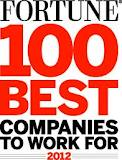 FORTUNE®
100
BEST
COMPANIES
TO WORK FOR
2012